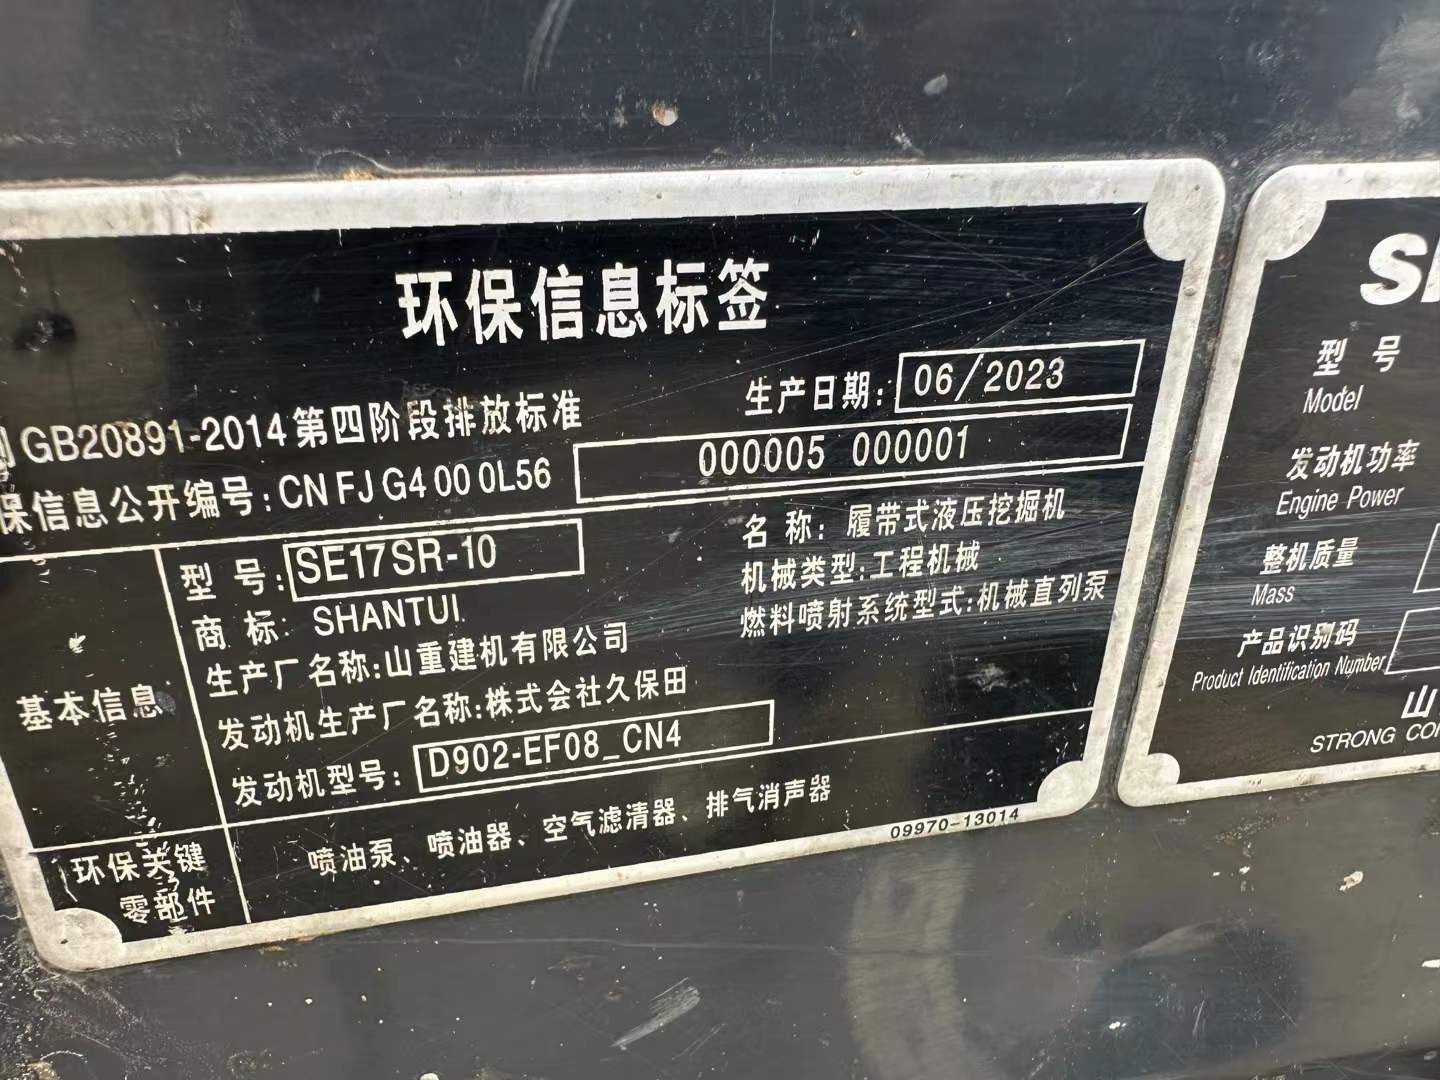 环保信息标签
GB20891-2014第四阶段排放标准
生产日期: 06/2023
保信息公开编号:CN FJ G4 00 0L56 000005 000001
基本信息
型 号: SE17SR-10
商 标: SHANTUI
生产厂名称:山重建机有限公司
发动机生产厂名称:株式会社久保田
发动机型号: D902-EF08_CN4
名 称: 履带式液压挖掘机
机械类型:工程机械
燃料喷射系统型式:机械直列泵
环保关键
零部件
喷油泵、喷油器、空气滤清器、排气消声器
09970-13014
型 号
Model
发动机功率
Engine Power
整机质量
Mass
产品识别码
Product Identification Number
山
STRONG